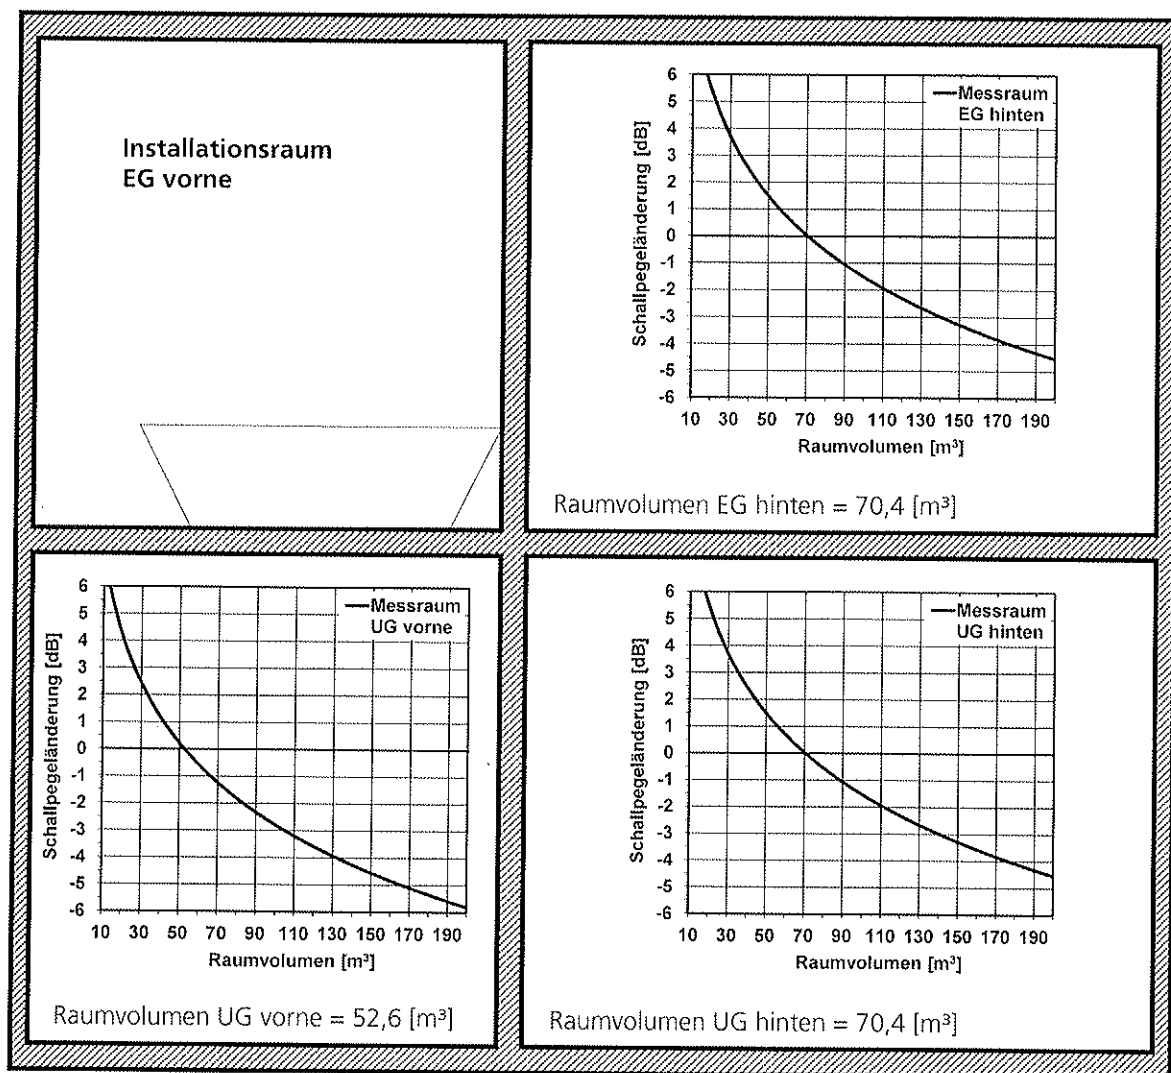 Installationsraum
EG vorne
Schallpegeländerung [dB]
6
5
4
3
2
1
0
-1
-2
-3
-4
-5
-6
Messraum
EG hinten
10 30 50 70 90 110 130 150 170 190
Raumvolumen [m³]
Raumvolumen EG hinten = 70,4 [m³]
Schallpegeländerung [dB]
6
5
4
3
2
1
0
-1
-2
-3
-4
-5
-6
Messraum
UG vorne
10 30 50 70 90 110 130 150 170 190
Raumvolumen [m³]
Raumvolumen UG vorne = 52,6 [m³]
Schallpegeländerung [dB]
6
5
4
3
2
1
0
-1
-2
-3
-4
-5
-6
Messraum
UG hinten
10 30 50 70 90 110 130 150 170 190
Raumvolumen [m³]
Raumvolumen UG hinten = 70,4 [m³]